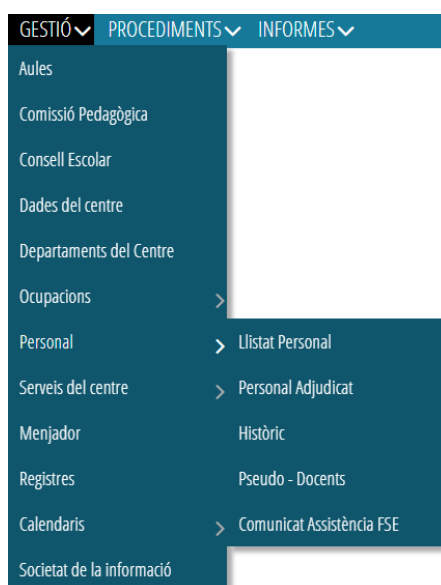 GESTIÓ PROCEDIMENTS INFORMES
Aules
Comissió Pedagògica
Consell Escolar
Dades del centre
Departaments del Centre
Ocupacions
Personal
Serveis del centre
Menjador
Registres
Calendaris
Societat de la informació
Llistat Personal
Personal Adjudicat
Històric
Pseudo - Docents
Comunicat Assistència FSE